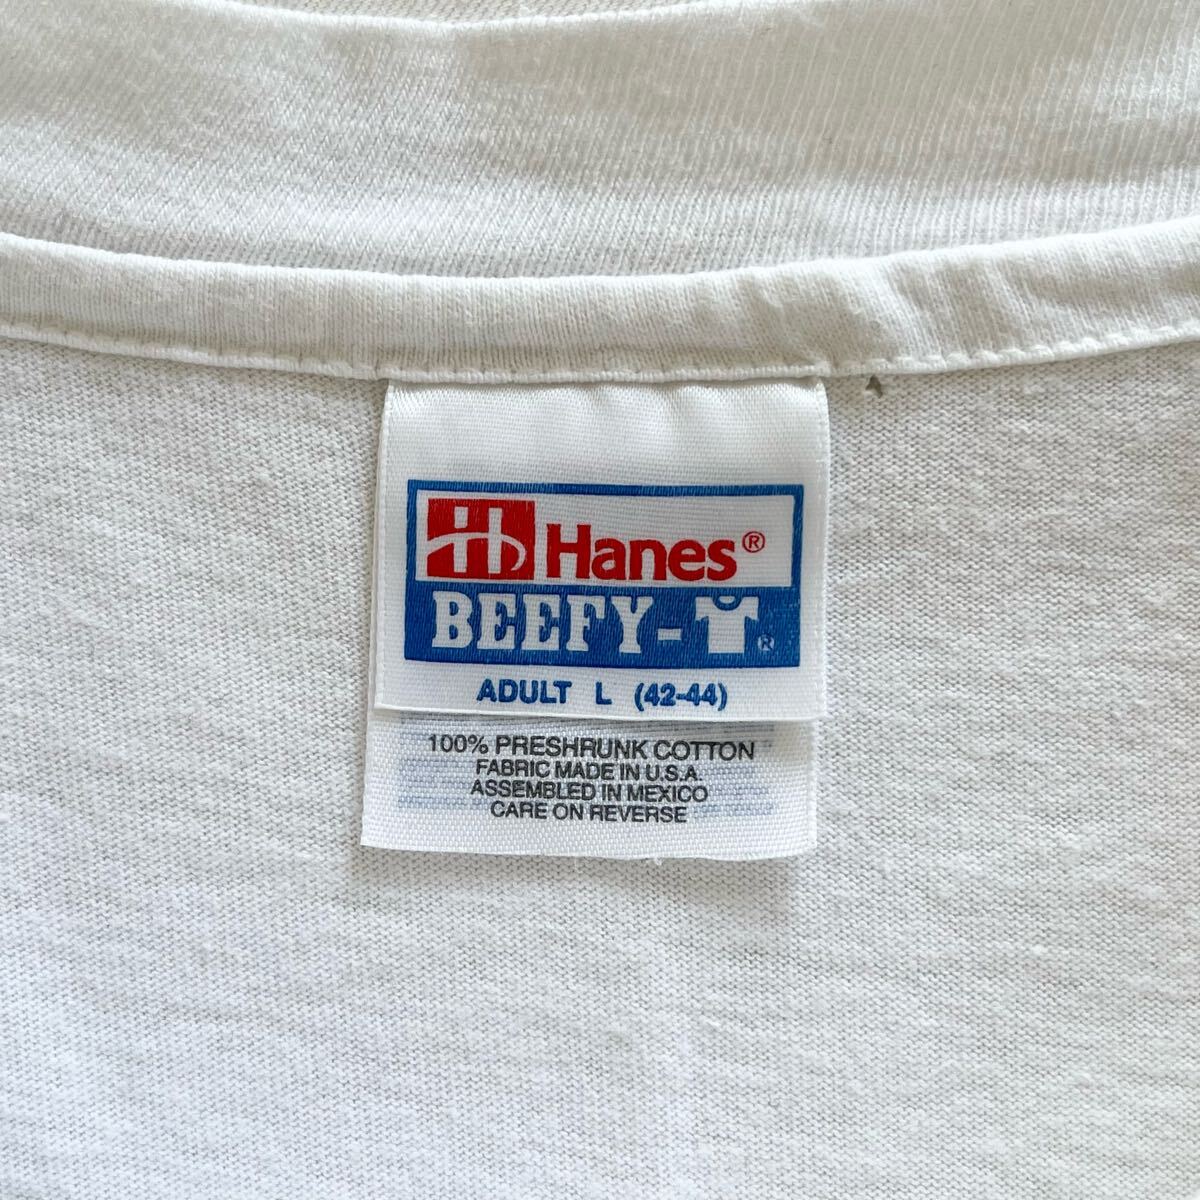 Hanes®
BEEFY-T®
ADULT L (42-44)
100% PRESHRUNK COTTON
FABRIC MADE IN U.S.A.
ASSEMBLED IN MEXICO
CARE ON REVERSE